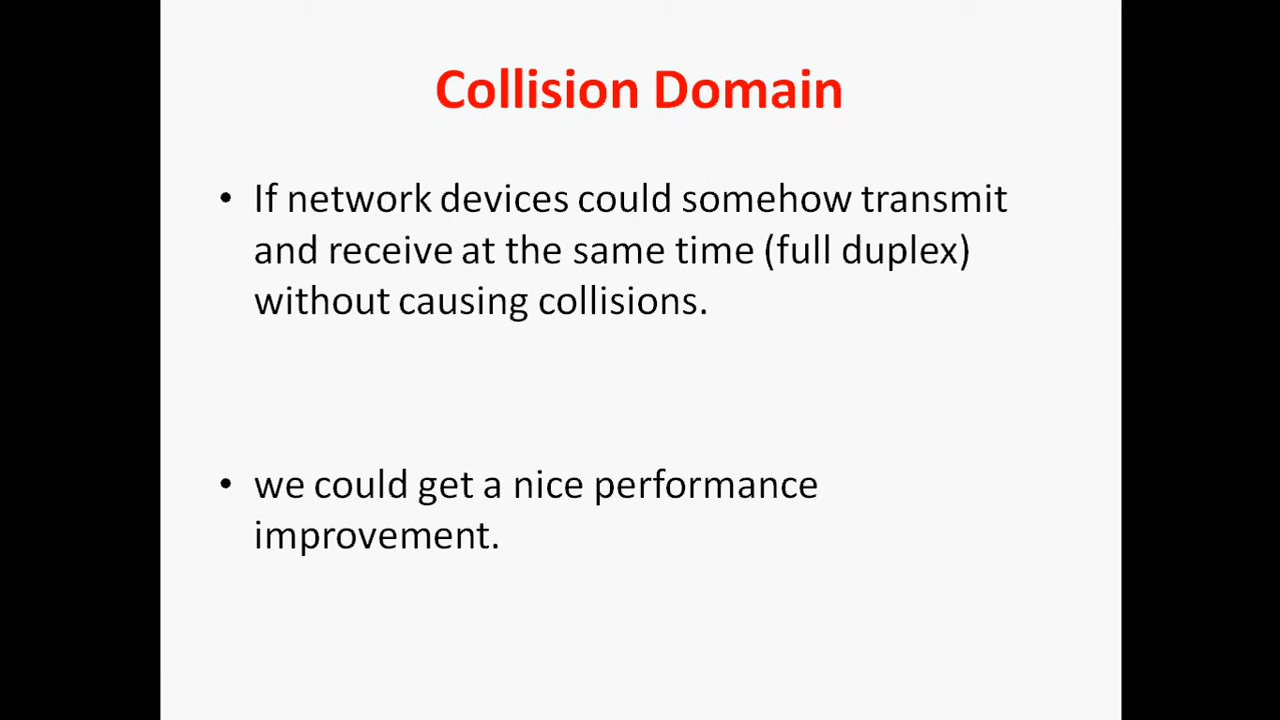 Collision Domain
• If network devices could somehow transmit
and receive at the same time (full duplex)
without causing collisions.
• we could get a nice performance
improvement.